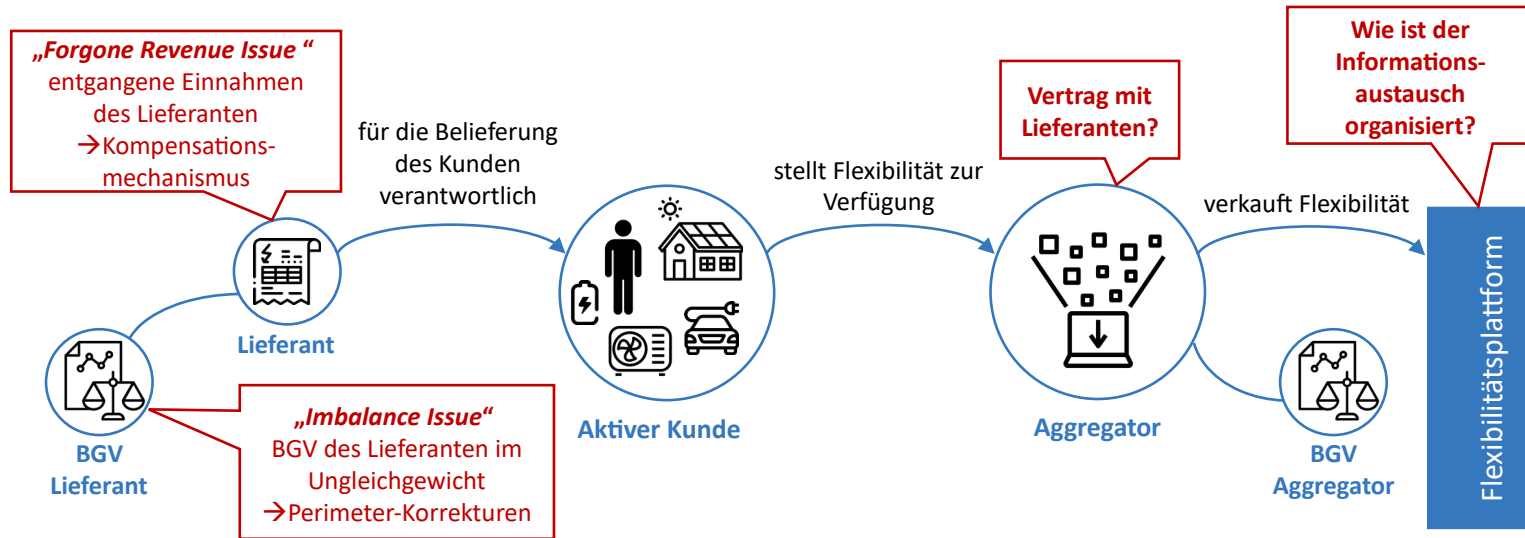 „Forgone Revenue Issue “
entgangene Einnahmen
des Lieferanten
→Kompensations-
mechanismus
für die Belieferung
des Kunden
verantwortlich
stellt Flexibilität zur
Verfügung
Vertrag mit
Lieferanten?
verkauft Flexibilität
Wie ist der
Informations-
austausch
organisiert?
Lieferant
BGV
Lieferant
„Imbalance Issue“
BGV des Lieferanten im
Ungleichgewicht
→Perimeter-Korrekturen
Aktiver Kunde
Aggregator
BGV
Aggregator
Flexibilitätsplattform